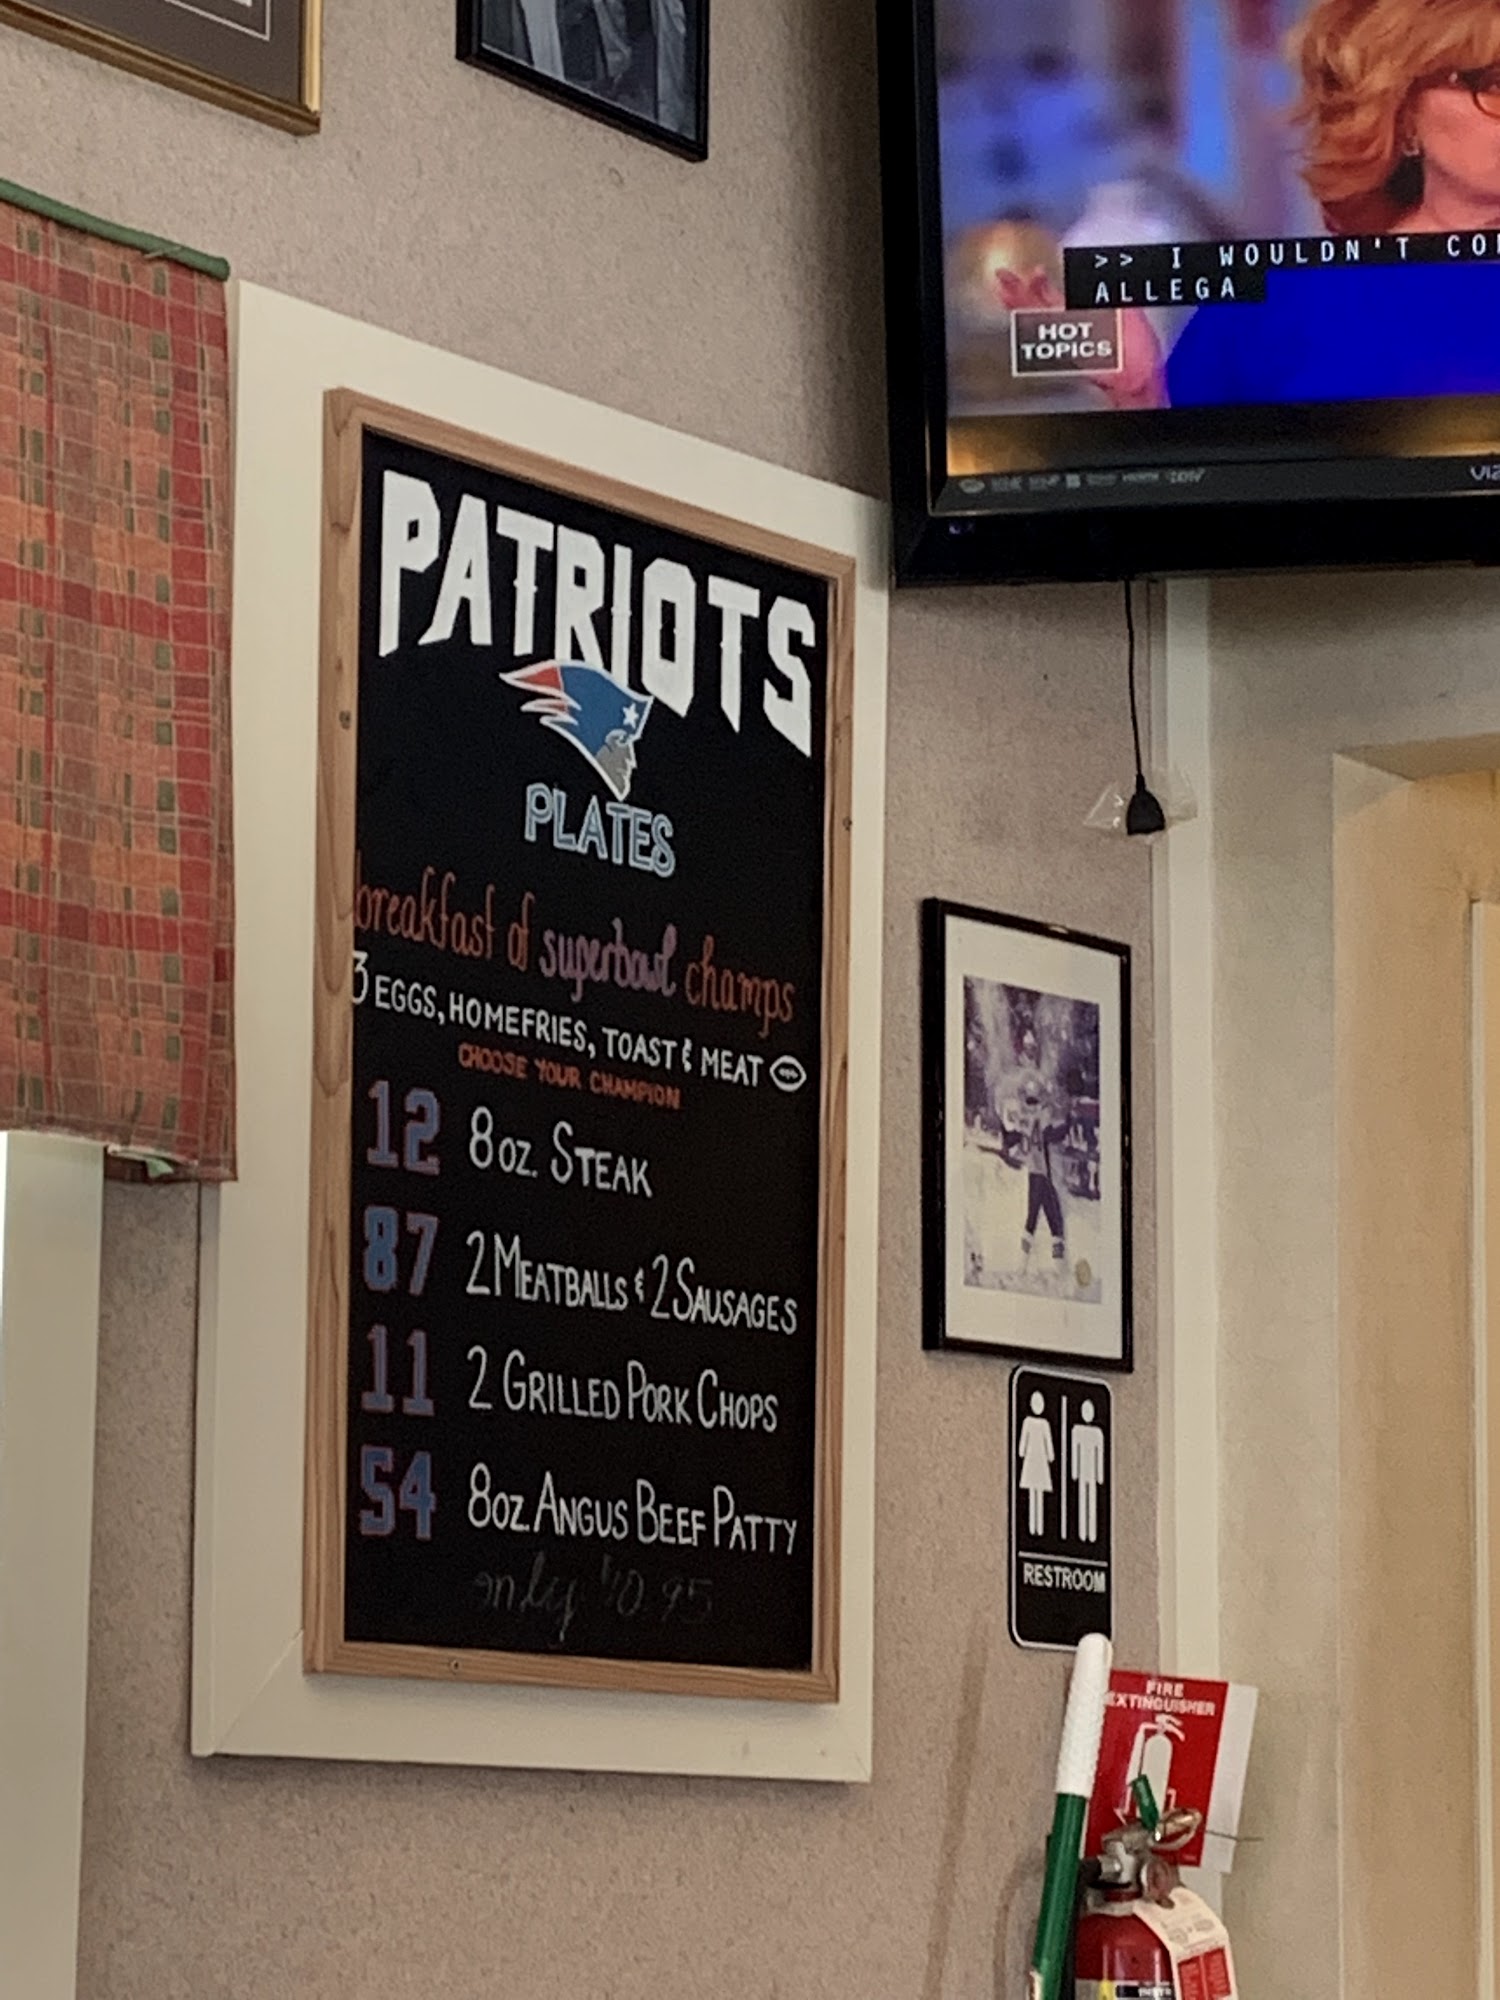 >> I WOULDN'T
ALLEGA
HOT
TOPICS
PATRIOTS
PLATES
breakfast of superbowl champs
3 EGGS, HOMEFRIES, TOAST & MEAT
CHOOSE YOUR CHAMPION
12 8oz. STEAK
87 2 MEATBALLS & 2 SAUSAGES
11 2 GRILLED PORK CHOPS
54 8oz. ANGUS BEEF PATTY
only $10.95
RESTROOM
FIRE
EXTINGUISHER